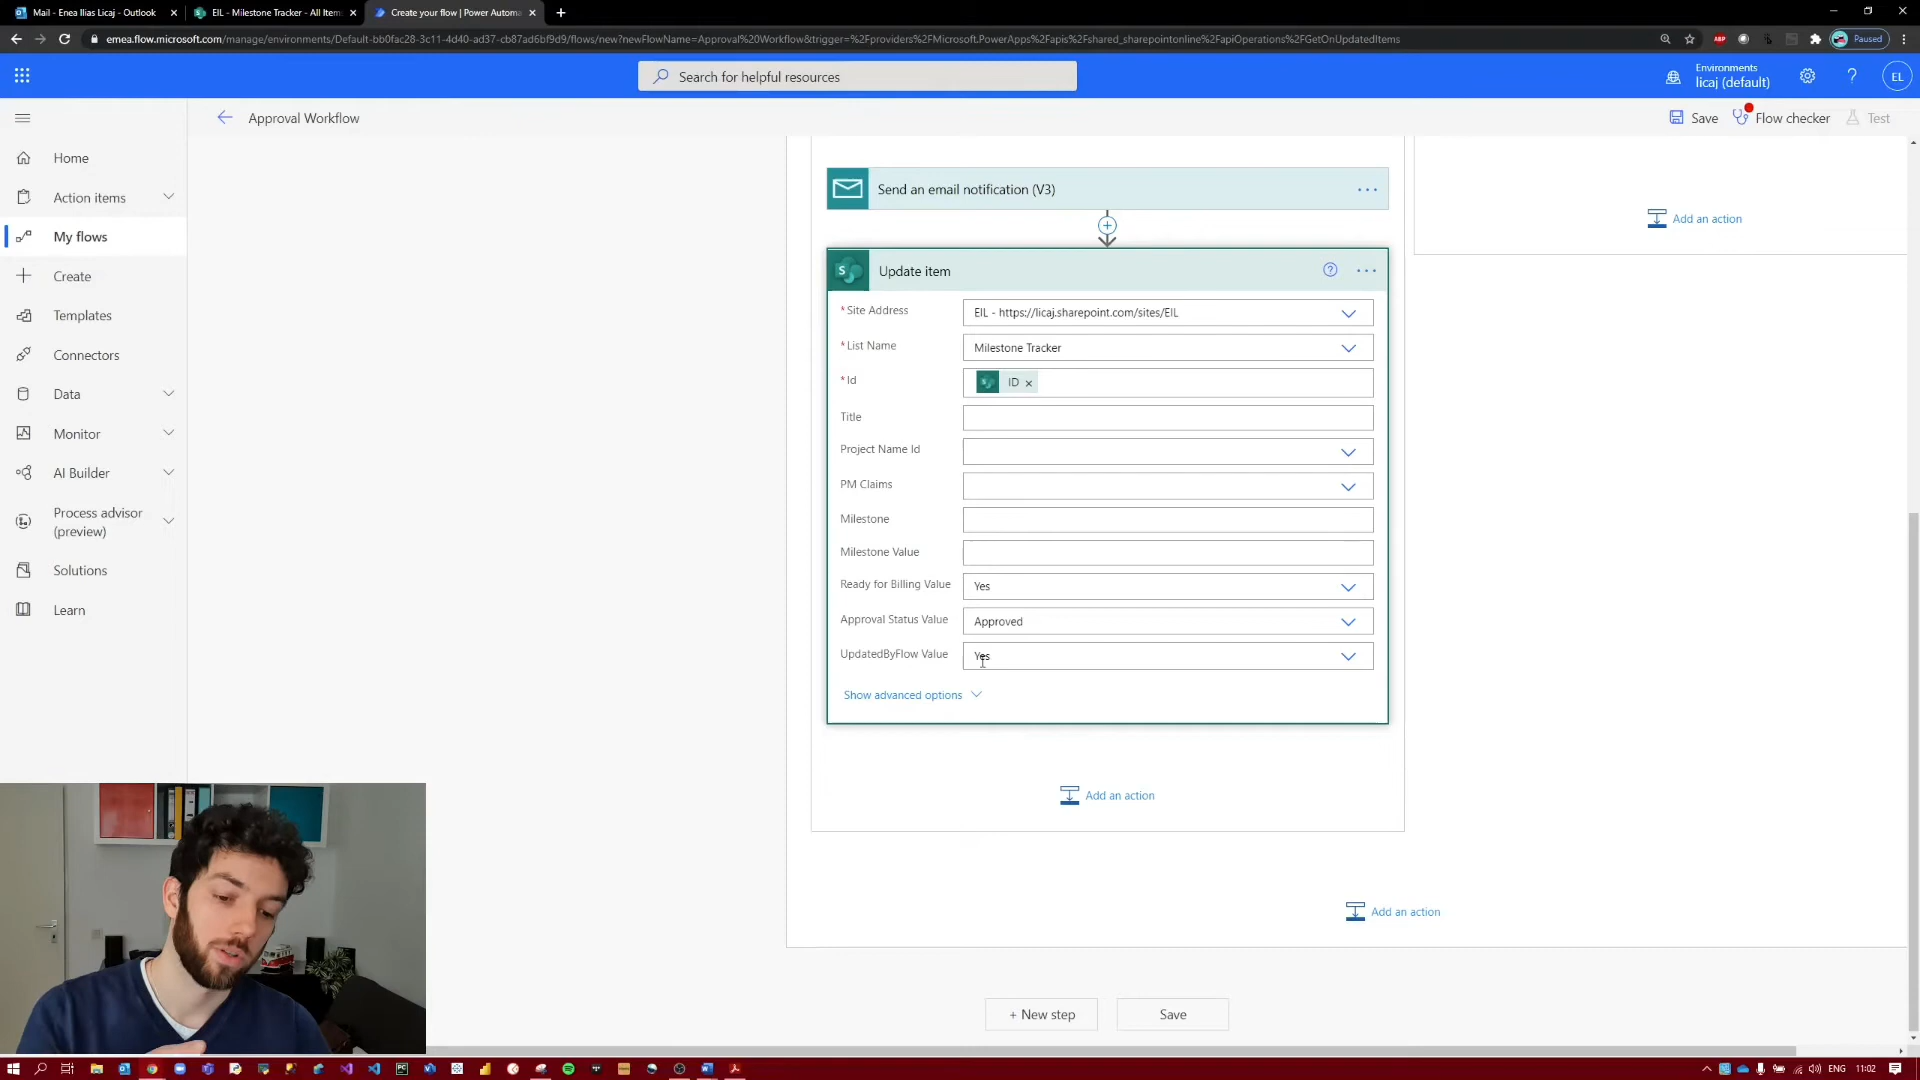 Mail - Enea Ilias Licaj - Outlook
EIL - Milestone Tracker - All Item
Create your flow | Power Automa
emea.flow.microsoft.com/manage/environments/Default-bb0fac28-3c11-4d40-ad37-cb87ad6bf9d9/flows/new?newFlowName=Approval%20Workflow&trigger=%2Fproviders%2FMicrosoft.PowerApps%2Fapis%2Fshared_sharepointonline%2FapiOperations%2FGetOnUpdatedItems
ABP
Paused
Search for helpful resources
Environments
licaj (default)
EL
Approval Workflow
Save
Flow checker
Test
Home
Action items
My flows
Create
Templates
Connectors
Data
Monitor
AI Builder
Process advisor
(preview)
Solutions
Learn
Send an email notification (V3)
Add an action
Update item
* Site Address
EIL - https://licaj.sharepoint.com/sites/EIL
* List Name
Milestone Tracker
* Id
ID
Title
Project Name Id
PM Claims
Milestone
Milestone Value
Ready for Billing Value
Yes
Approval Status Value
Approved
UpdatedByFlow Value
Yes
Show advanced options
Add an action
Add an action
+ New step
Save
ENG
11:02